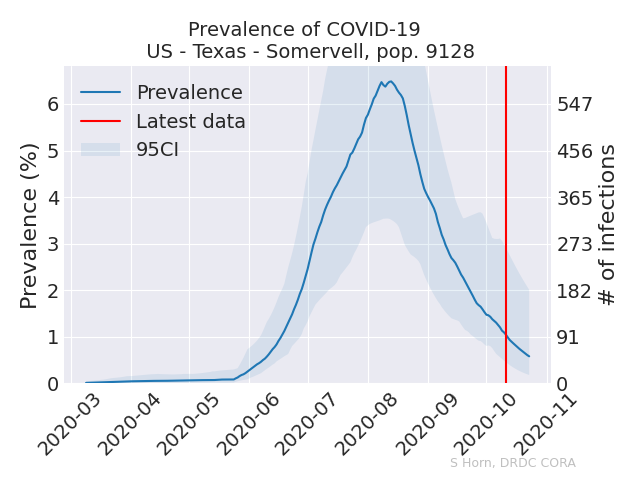 Prevalence of COVID-19
US - Texas - Somervell, pop. 9128
Prevalence
Latest data
95CI
Prevalence (%)
6
5
4
3
2
1
0
547
456
365
273
182
91
0
# of infections
2020-03
2020-04
2020-05
2020-06
2020-07
2020-08
2020-09
2020-10
2020-11
S Horn, DRDC CORA